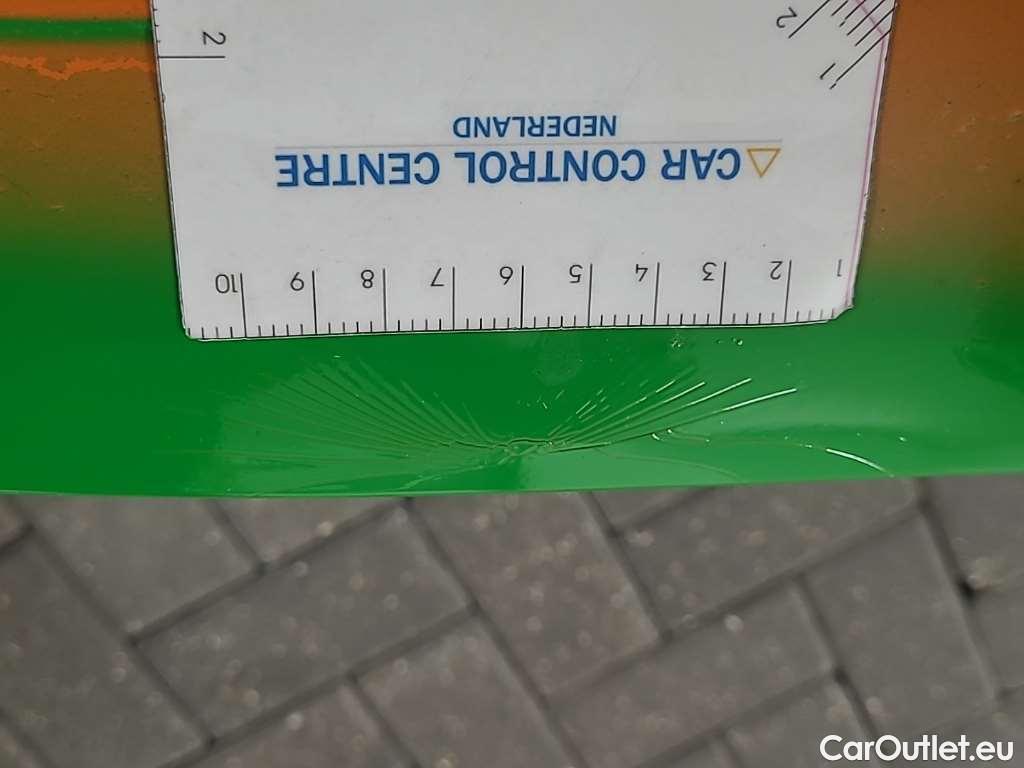 1 2 3 4 5 6 7 8 9 10
CAR CONTROL CENTRE
NEDERLAND
1 2
2
CarOutlet.eu